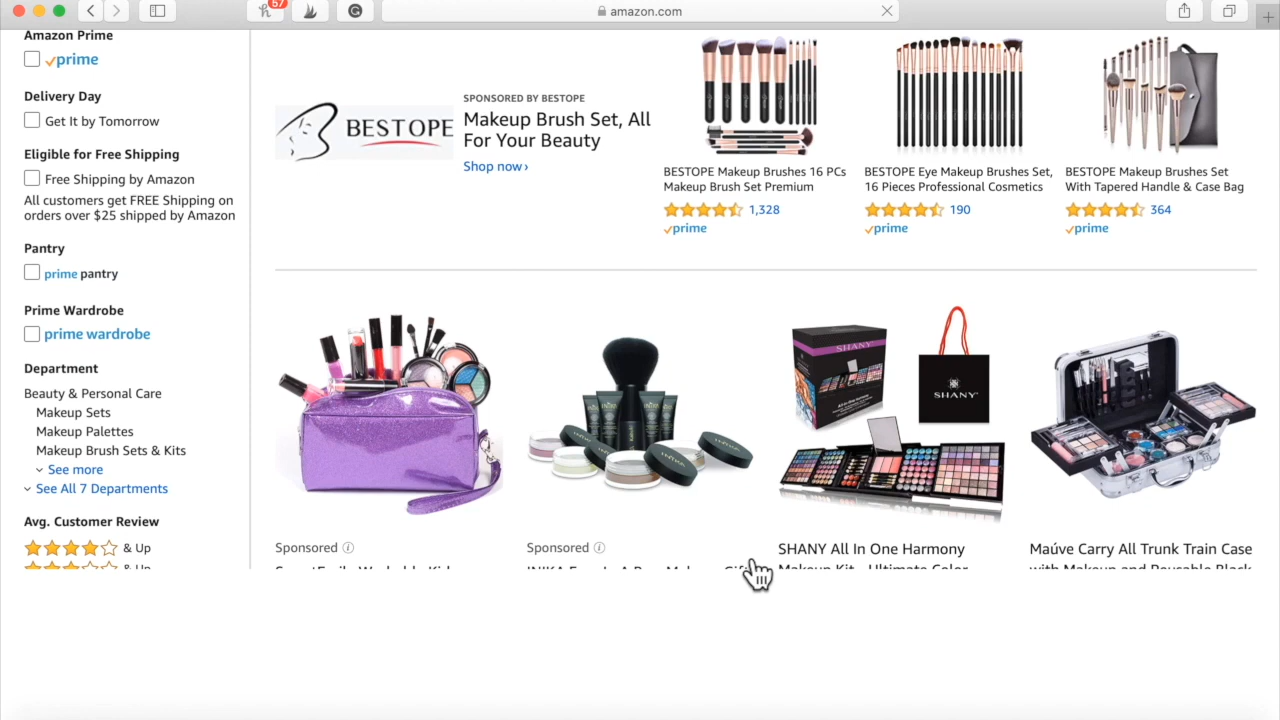 57
amazon.com
Amazon Prime
prime
Delivery Day
Get It by Tomorrow
Eligible for Free Shipping
Free Shipping by Amazon
All customers get FREE Shipping on
orders over $25 shipped by Amazon
Pantry
prime pantry
Prime Wardrobe
prime wardrobe
Department
Beauty & Personal Care
Makeup Sets
Makeup Palettes
Makeup Brush Sets & Kits
See more
See All 7 Departments
Avg. Customer Review
& Up
& Up
BESTOPE
SPONSORED BY BESTOPE
Makeup Brush Set, All
For Your Beauty
Shop now ›
BESTOPE Makeup Brushes 16 PCs
Makeup Brush Set Premium
1,328
prime
BESTOPE Eye Makeup Brushes Set,
16 Pieces Professional Cosmetics
190
prime
BESTOPE Makeup Brushes Set
With Tapered Handle & Case Bag
364
prime
INIKA
SHANY
SHANY
Sponsored
Sponsored
SHANY All In One Harmony
Makeup Kit - Ultimate Color
Maúve Carry All Trunk Train Case
with Makeup and Reusable Black